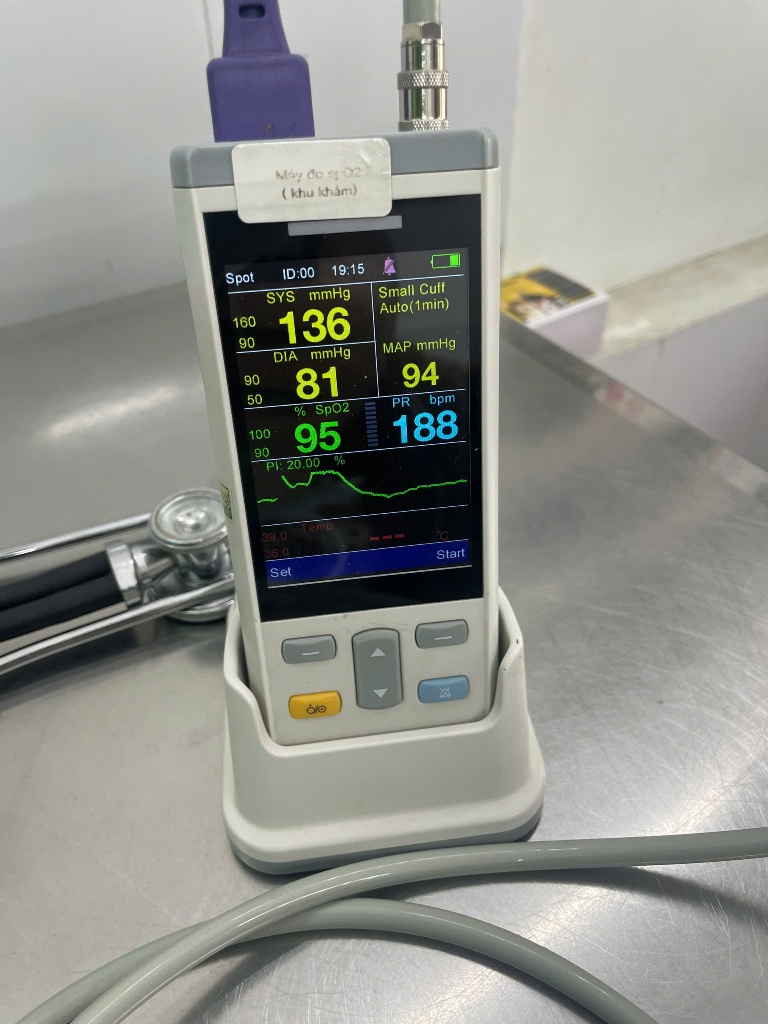 Máy đo spO2
( khu khám)
Spot ID:00 19:15
SYS mmHg
160
90
136
Small Cuff
Auto(1min)
DIA mmHg
90
50
81
MAP mmHg
94
% SpO2
100
90
95
PR bpm
188
PI: 20.00 %
Temp
39.0
36.0
--- °C
Set Start